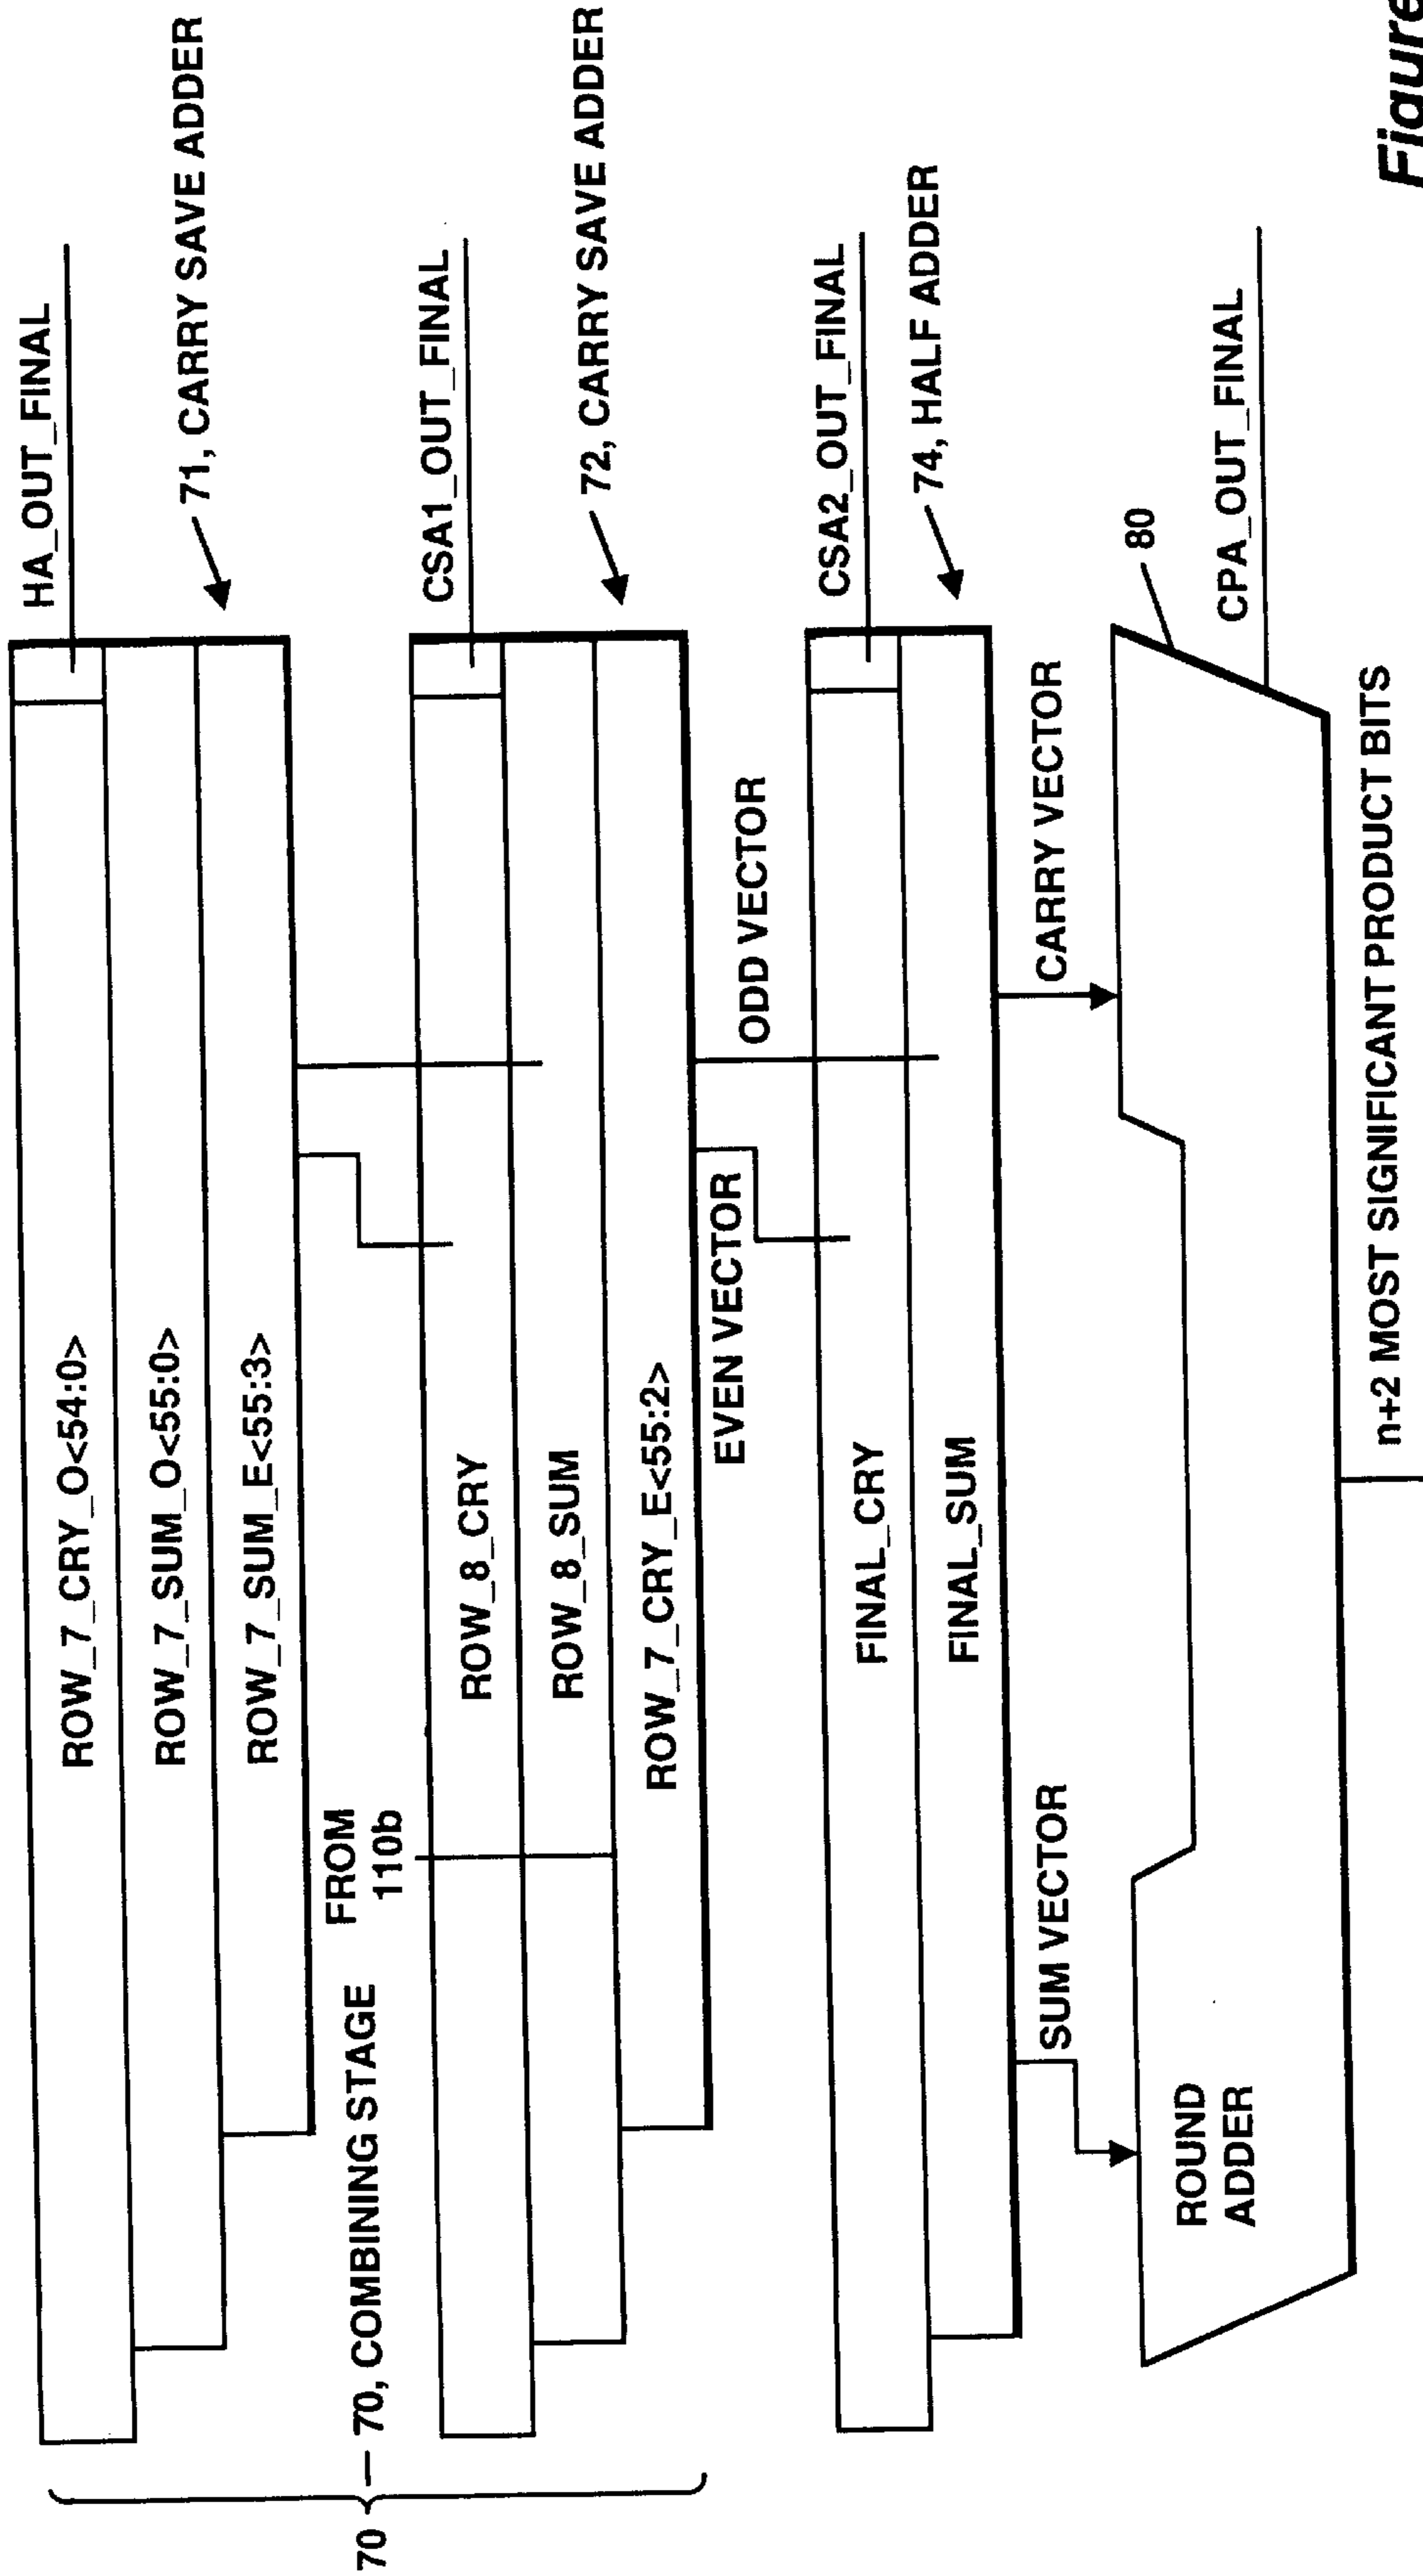 HA_OUT_FINAL
ROW_7_CRY_O<54:0>
ROW_7_SUM_O<55:0>
ROW_7_SUM_E<55:3>
71, CARRY SAVE ADDER
FROM
110b
70
70, COMBINING STAGE
CSA1_OUT_FINAL
ROW_8_CRY
ROW_8_SUM
ROW_7_CRY_E<55:2>
72, CARRY SAVE ADDER
EVEN VECTOR
ODD VECTOR
CSA2_OUT_FINAL
FINAL_CRY
FINAL_SUM
74, HALF ADDER
SUM VECTOR
CARRY VECTOR
80
ROUND
ADDER
CPA_OUT_FINAL
n+2 MOST SIGNIFICANT PRODUCT BITS
Figure